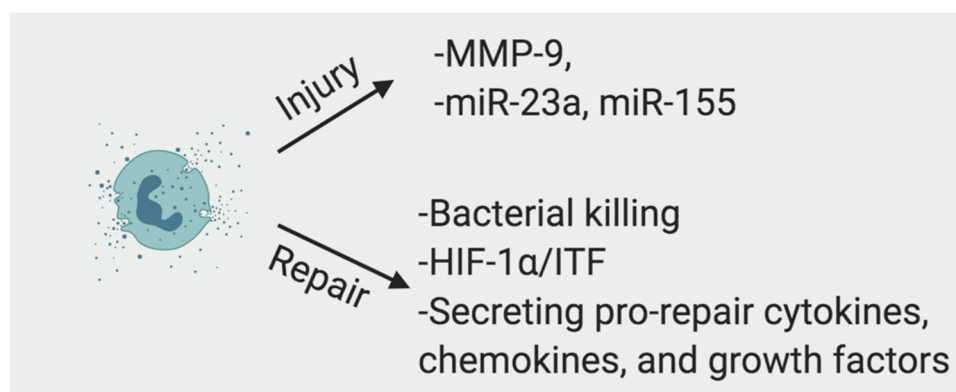 Injury
-MMP-9,
-miR-23a, miR-155
Repair
-Bacterial killing
-HIF-1α/ITF
-Secreting pro-repair cytokines,
chemokines, and growth factors